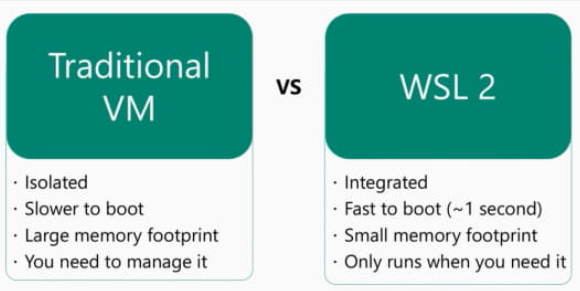 Traditional
VM
· Isolated
· Slower to boot
· Large memory footprint
· You need to manage it
vs
WSL 2
· Integrated
· Fast to boot (~1 second)
· Small memory footprint
· Only runs when you need it